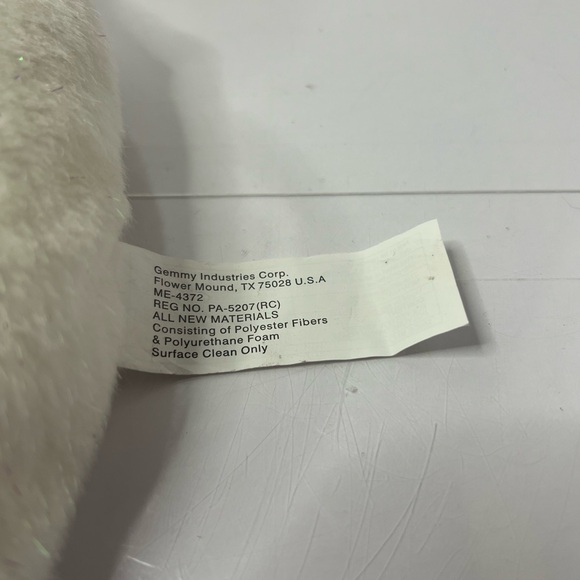 Gemmy Industries Corp.
Flower Mound, TX 75028 U.S.A
ME-4372
REG NO. PA-5207(RC)
ALL NEW MATERIALS
Consisting of Polyester Fibers
& Polyurethane Foam
Surface Clean Only